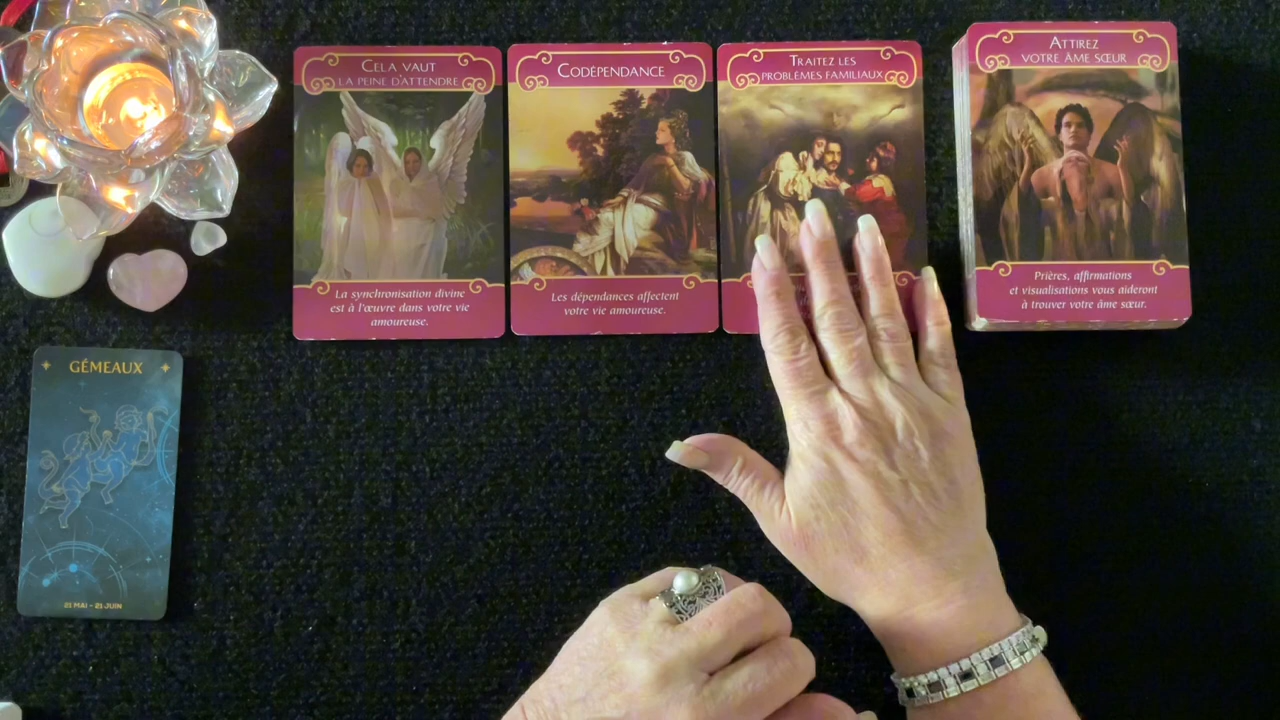 CELA VAUT
LA PEINE D'ATTENDRE
La synchronisation divine
est à l'œuvre dans votre vie
amoureuse.
CODÉPENDANCE
Les dépendances affectent
votre vie amoureuse.
TRAITEZ LES
PROBLÈMES FAMILIAUX
ATTIREZ
VOTRE ÂME SŒUR
Prières, affirmations
et visualisations vous aideront
à trouver votre âme sœur.
GÉMEAUX
21 MAI - 21 JUIN